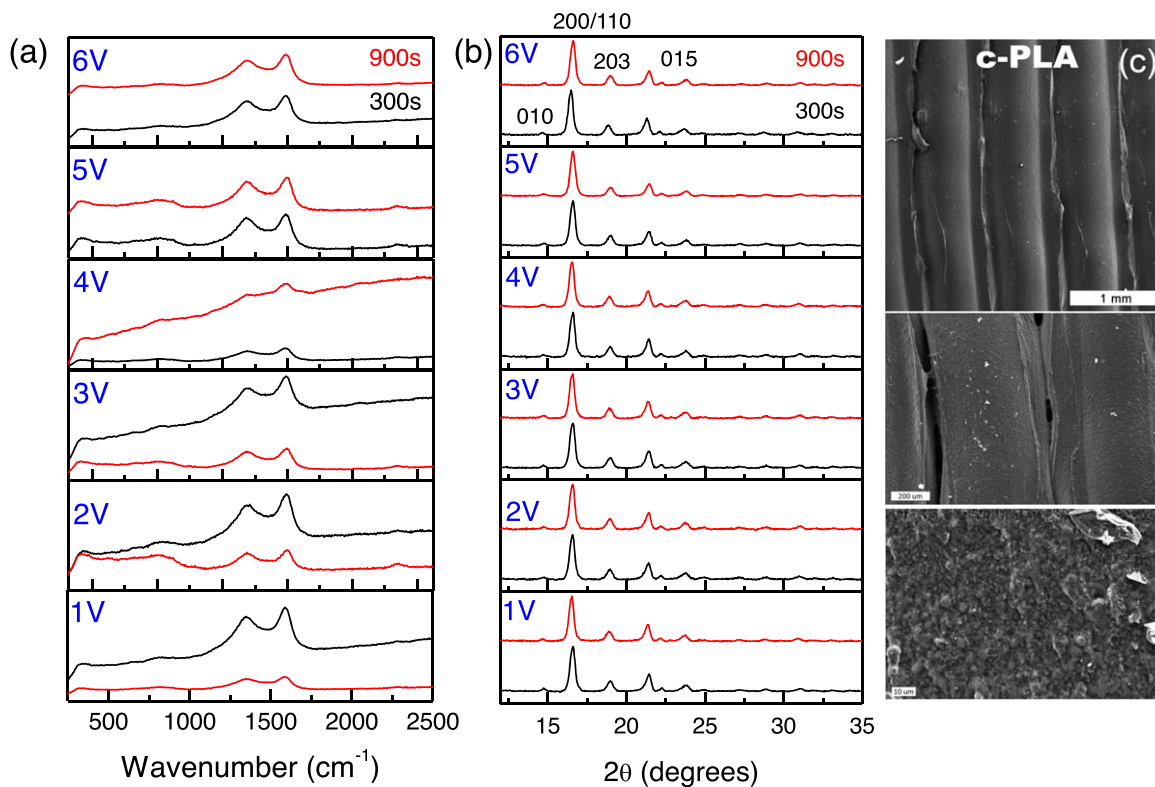 (a)
6V
900s
300s
5V
4V
3V
2V
1V
500 1000 1500 2000 2500
Wavenumber (cm⁻¹)
(b)
200/110
6V
203
015
900s
010
300s
5V
4V
3V
2V
1V
15 20 25 30 35
2θ (degrees)
c-PLA
(c)
1 mm
200 um
10 um